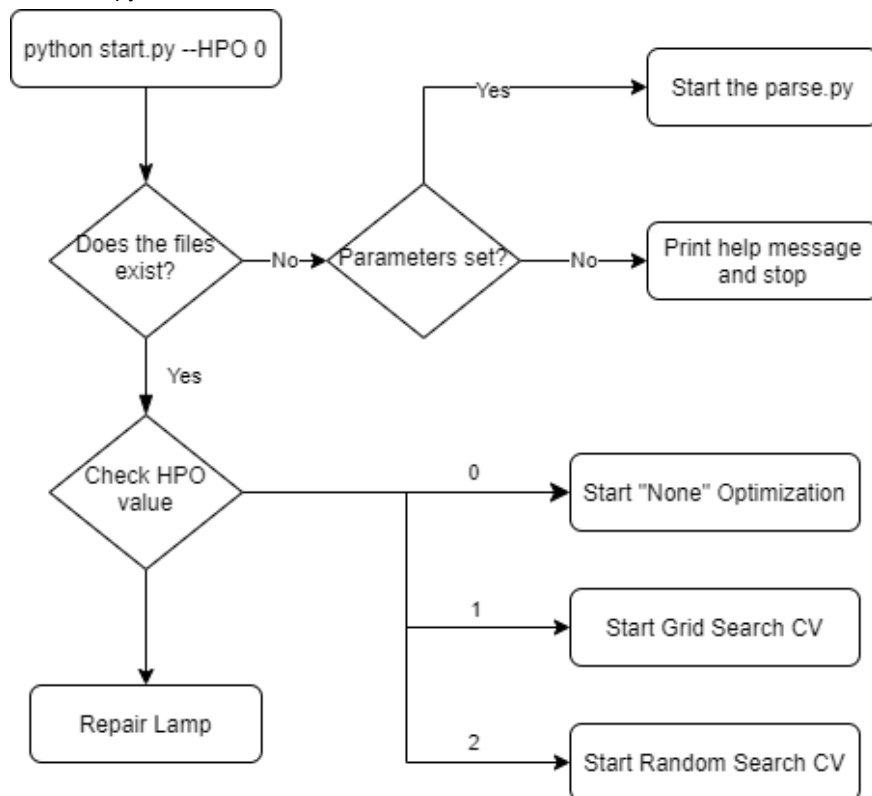 python start.py --HPO 0
Yes
Start the parse.py
Does the files
exist?
No
Parameters set?
No
Print help message
and stop
Yes
Check HPO
value
0
Start "None" Optimization
1
Start Grid Search CV
Repair Lamp
2
Start Random Search CV